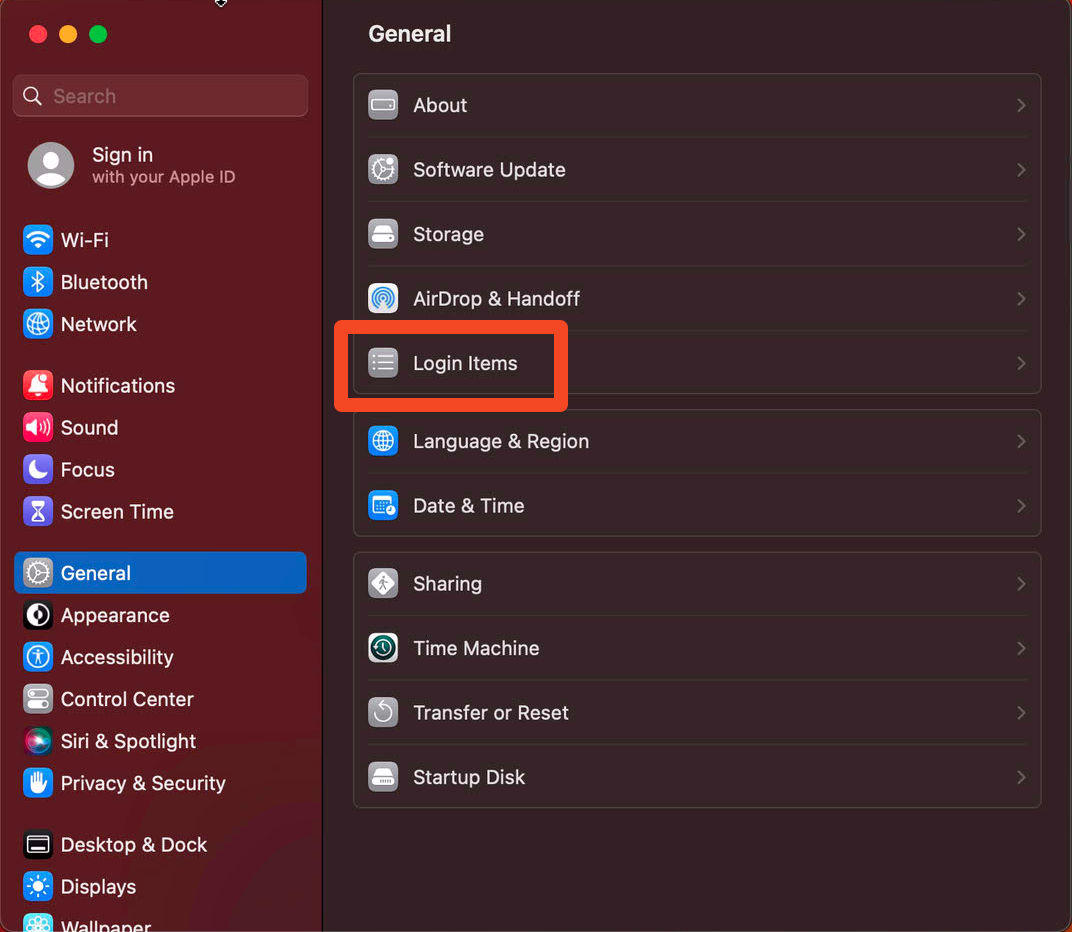 Search
Sign in
with your Apple ID
Wi-Fi
Bluetooth
Network
Notifications
Sound
Focus
Screen Time
General
Appearance
Accessibility
Control Center
Siri & Spotlight
Privacy & Security
Desktop & Dock
Displays
Wallpaper
General
About
Software Update
Storage
AirDrop & Handoff
Login Items
Language & Region
Date & Time
Sharing
Time Machine
Transfer or Reset
Startup Disk